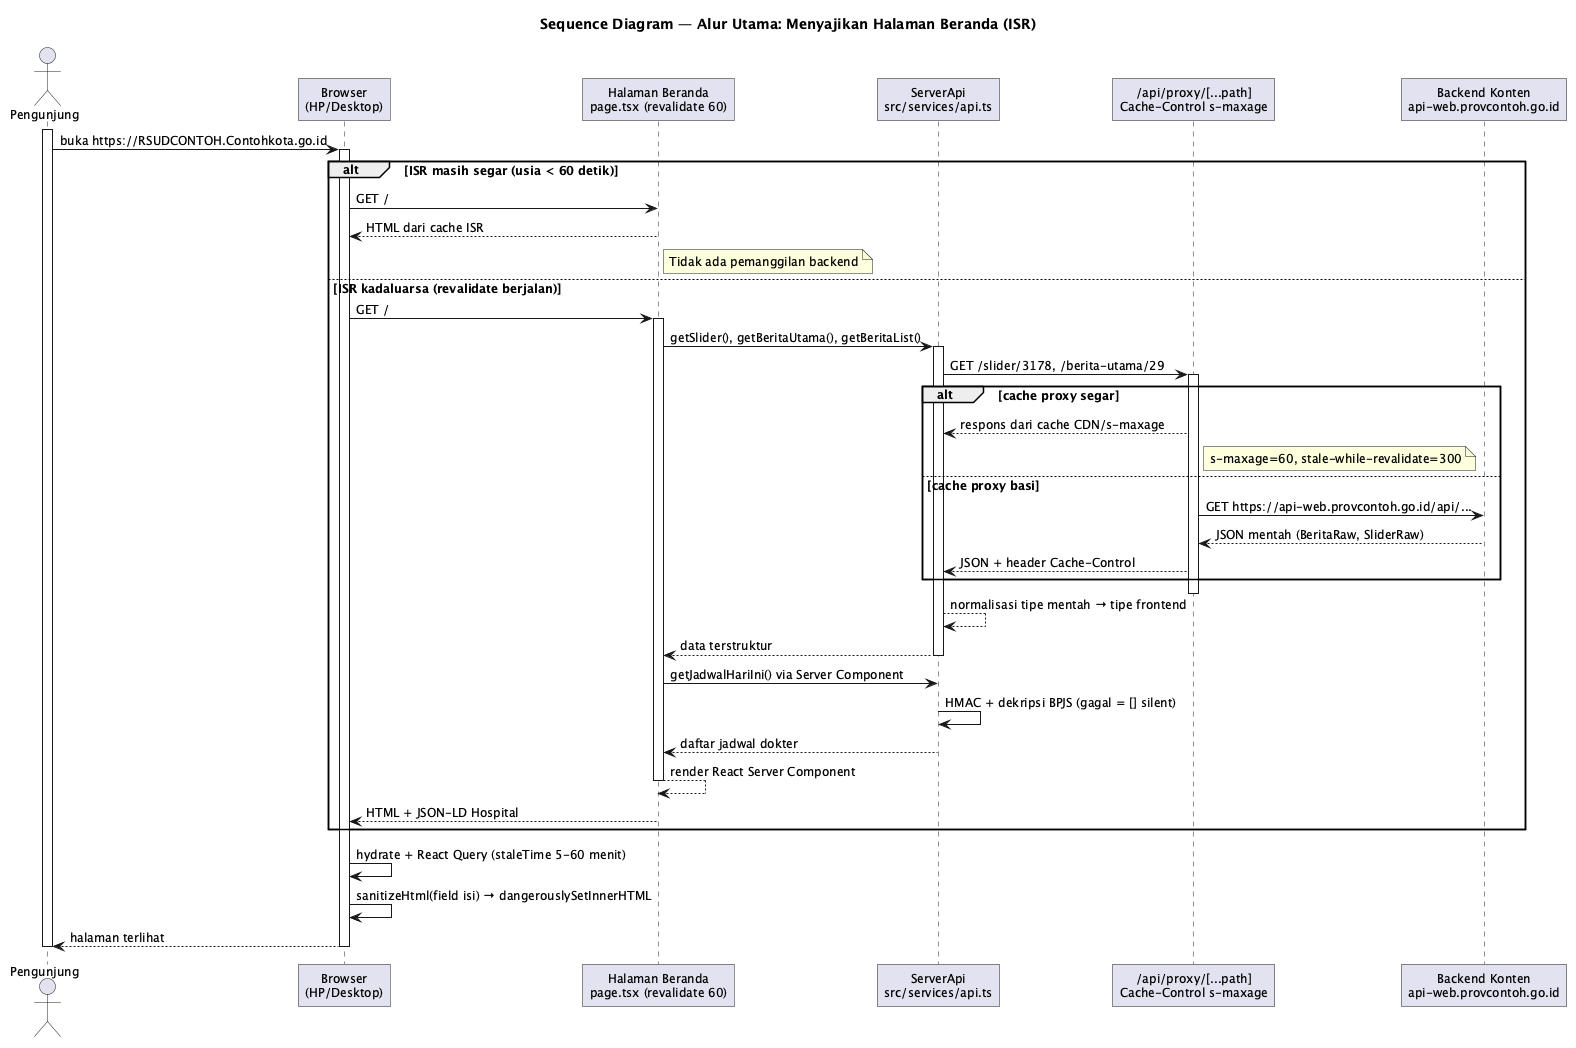 Sequence Diagram — Alur Utama: Menyajikan Halaman Beranda (ISR)
Pengunjung
Browser
(HP/Desktop)
Halaman Beranda
page.tsx (revalidate 60)
ServerApi
src/services/api.ts
/api/proxy/[...path]
Cache-Control s-maxage
Backend Konten
api-web.provcontoh.go.id
buka https://RSUDCONTOH.Contohkota.go.id
alt
[ISR masih segar (usia < 60 detik)]
GET /
HTML dari cache ISR
Tidak ada pemanggilan backend
[ISR kadaluarsa (revalidate berjalan)]
GET /
getSlider(), getBeritaUtama(), getBeritaList()
GET /slider/3178, /berita-utama/29
alt
[cache proxy segar]
respons dari cache CDN/s-maxage
s-maxage=60, stale-while-revalidate=300
[cache proxy basi]
GET https://api-web.provcontoh.go.id/api/...
JSON mentah (BeritaRaw, SliderRaw)
JSON + header Cache-Control
normalisasi tipe mentah → tipe frontend
data terstruktur
getJadwalHariIni() via Server Component
HMAC + dekripsi BPJS (gagal = [] silent)
daftar jadwal dokter
render React Server Component
HTML + JSON-LD Hospital
hydrate + React Query (staleTime 5-60 menit)
sanitizeHtml(field isi) → dangerouslySetInnerHTML
halaman terlihat
Pengunjung
Browser
(HP/Desktop)
Halaman Beranda
page.tsx (revalidate 60)
ServerApi
src/services/api.ts
/api/proxy/[...path]
Cache-Control s-maxage
Backend Konten
api-web.provcontoh.go.id